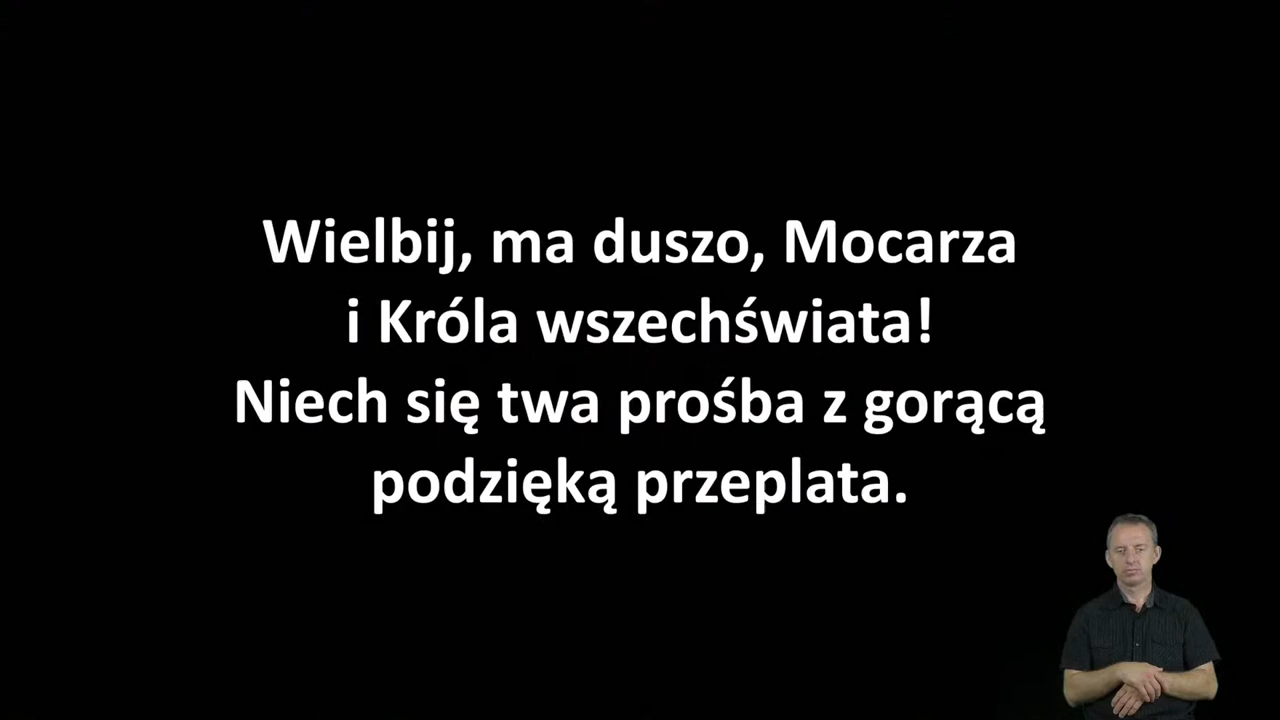 Wielbij, ma duszo, Mocarza
i Króla wszechświata!
Niech się twa prośba z gorącą
podzięką przeplata.